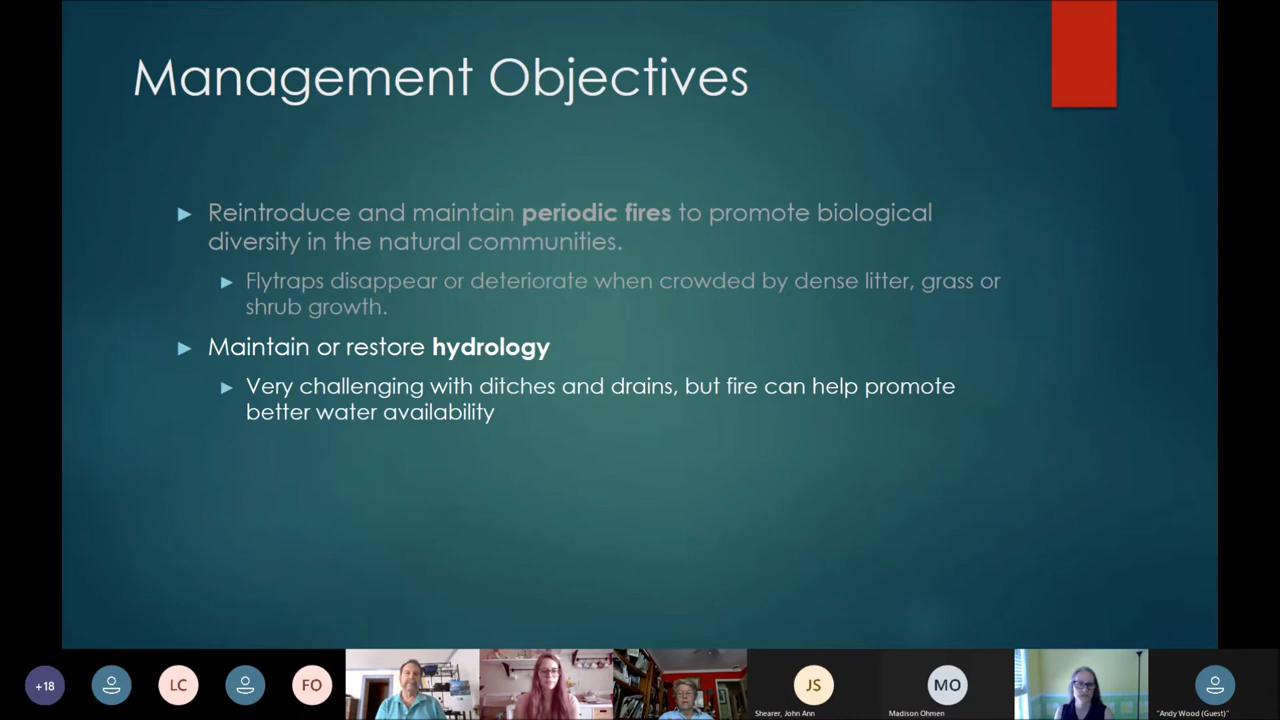 Management Objectives
Reintroduce and maintain periodic fires to promote biological
diversity in the natural communities.
Flytraps disappear or deteriorate when crowded by dense litter, grass or
shrub growth.
Maintain or restore hydrology
Very challenging with ditches and drains, but fire can help promote
better water availability
+18
LC
FO
JS
MO
Shearer, John Ann
Madison Ohmen
"Andy Wood (Guest)"